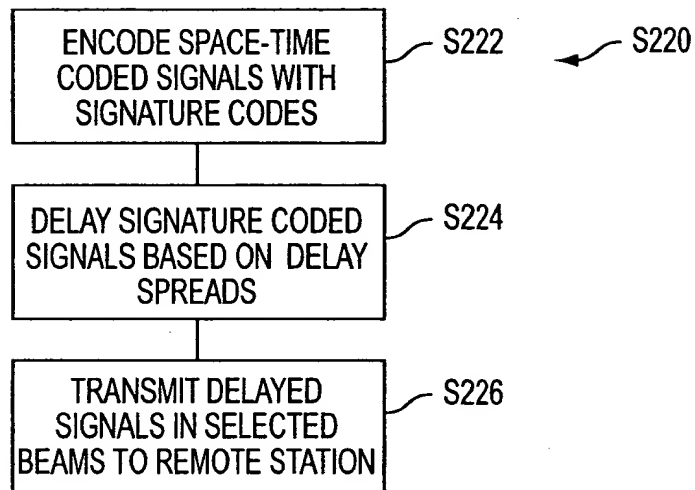 ENCODE SPACE-TIME
CODED SIGNALS WITH
SIGNATURE CODES
S222
S220
DELAY SIGNATURE CODED
SIGNALS BASED ON DELAY
SPREADS
S224
TRANSMIT DELAYED
SIGNALS IN SELECTED
BEAMS TO REMOTE STATION
S226